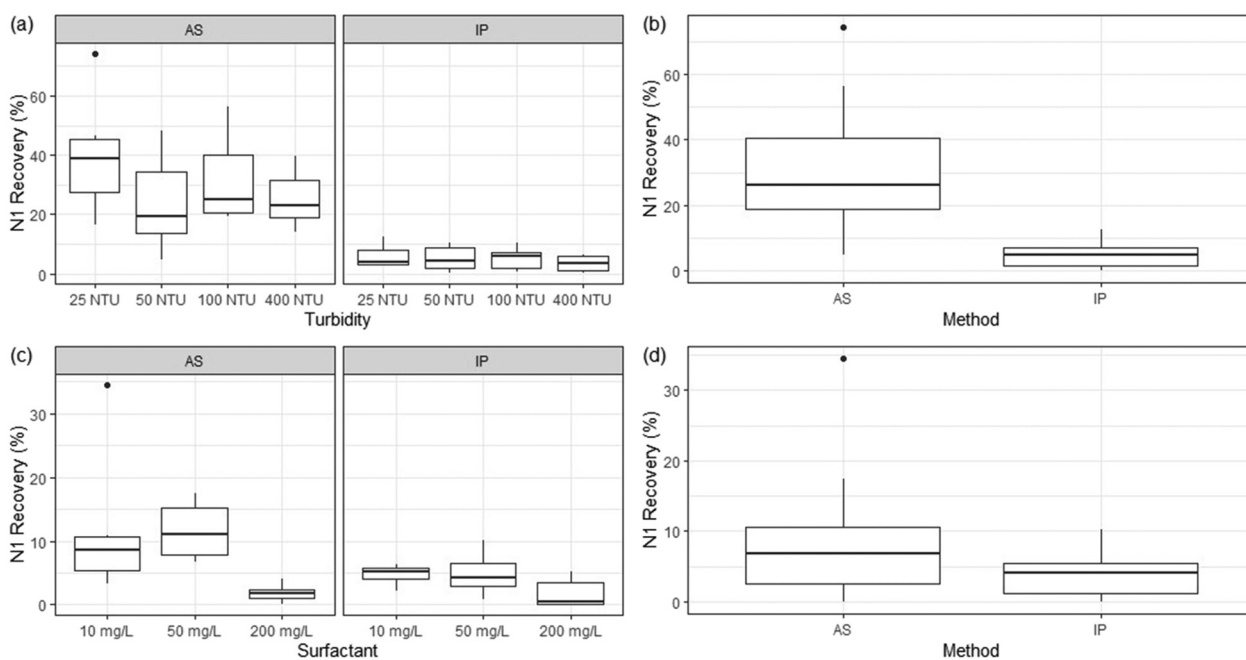 (a)
AS
IP
N1 Recovery (%)
60
40
20
0
25 NTU 50 NTU 100 NTU 400 NTU
25 NTU 50 NTU 100 NTU 400 NTU
Turbidity
(b)
N1 Recovery (%)
60
40
20
0
AS
IP
Method
(c)
AS
IP
N1 Recovery (%)
30
20
10
0
10 mg/L 50 mg/L 200 mg/L
10 mg/L 50 mg/L 200 mg/L
Surfactant
(d)
N1 Recovery (%)
30
20
10
0
AS
IP
Method